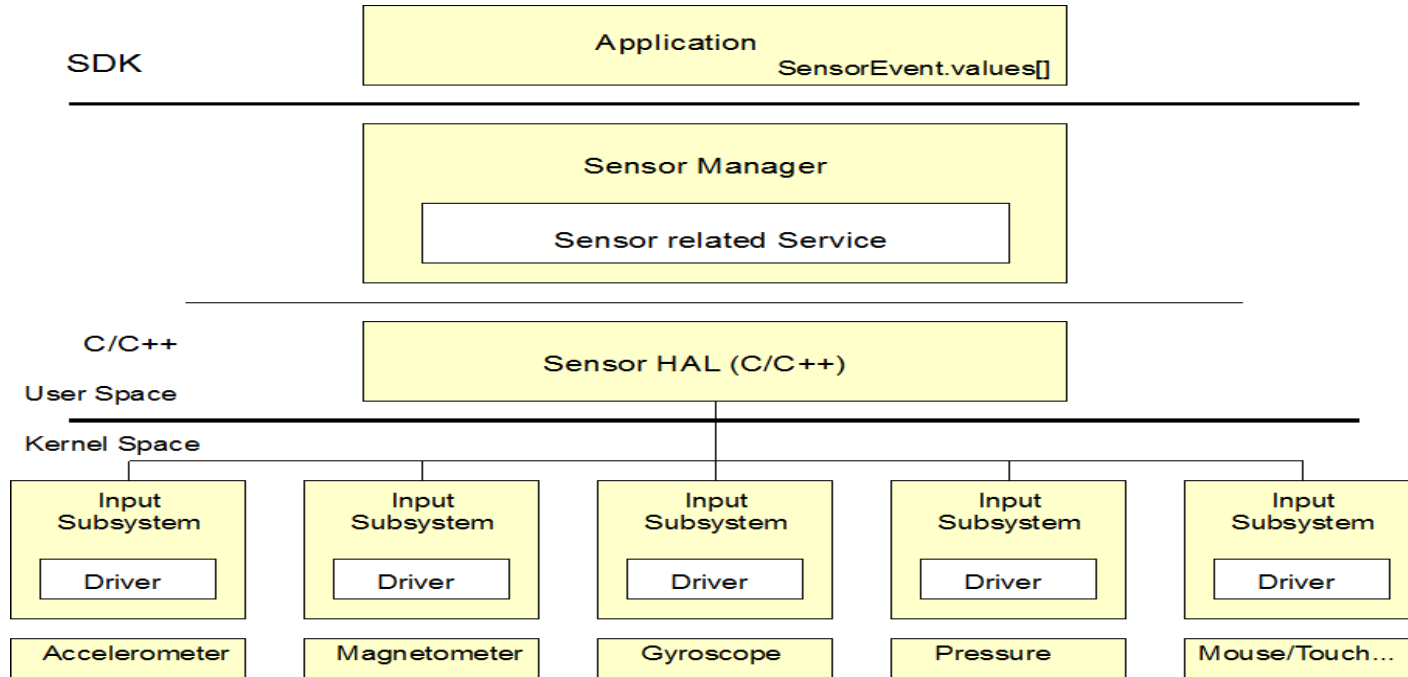 Application
SDK
SensorEvent.values[]
Sensor Manager
Sensor related Service
C/C++
Sensor HAL (C/C++)
User Space
Kernel Space
Input Subsystem
Input Subsystem
Input Subsystem
Input Subsystem
Input Subsystem
Driver
Driver
Driver
Driver
Driver
Accelerometer
Magnetometer
Gyroscope
Pressure
Mouse/Touch...